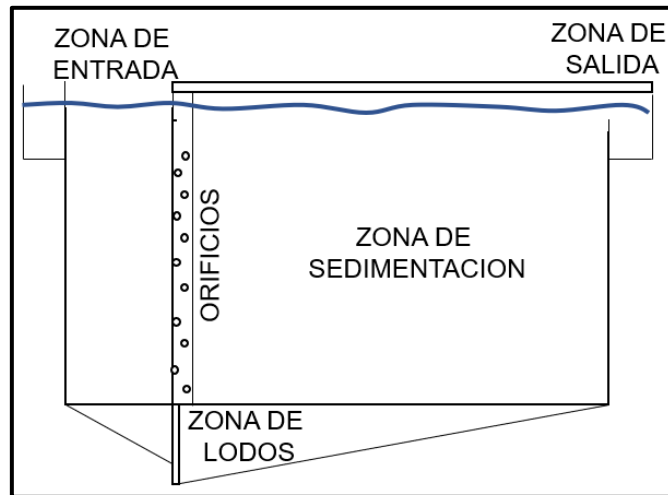 ZONA DE
ENTRADA
ZONA DE
SALIDA
ORIFICIOS
ZONA DE
SEDIMENTACION
ZONA DE
LODOS